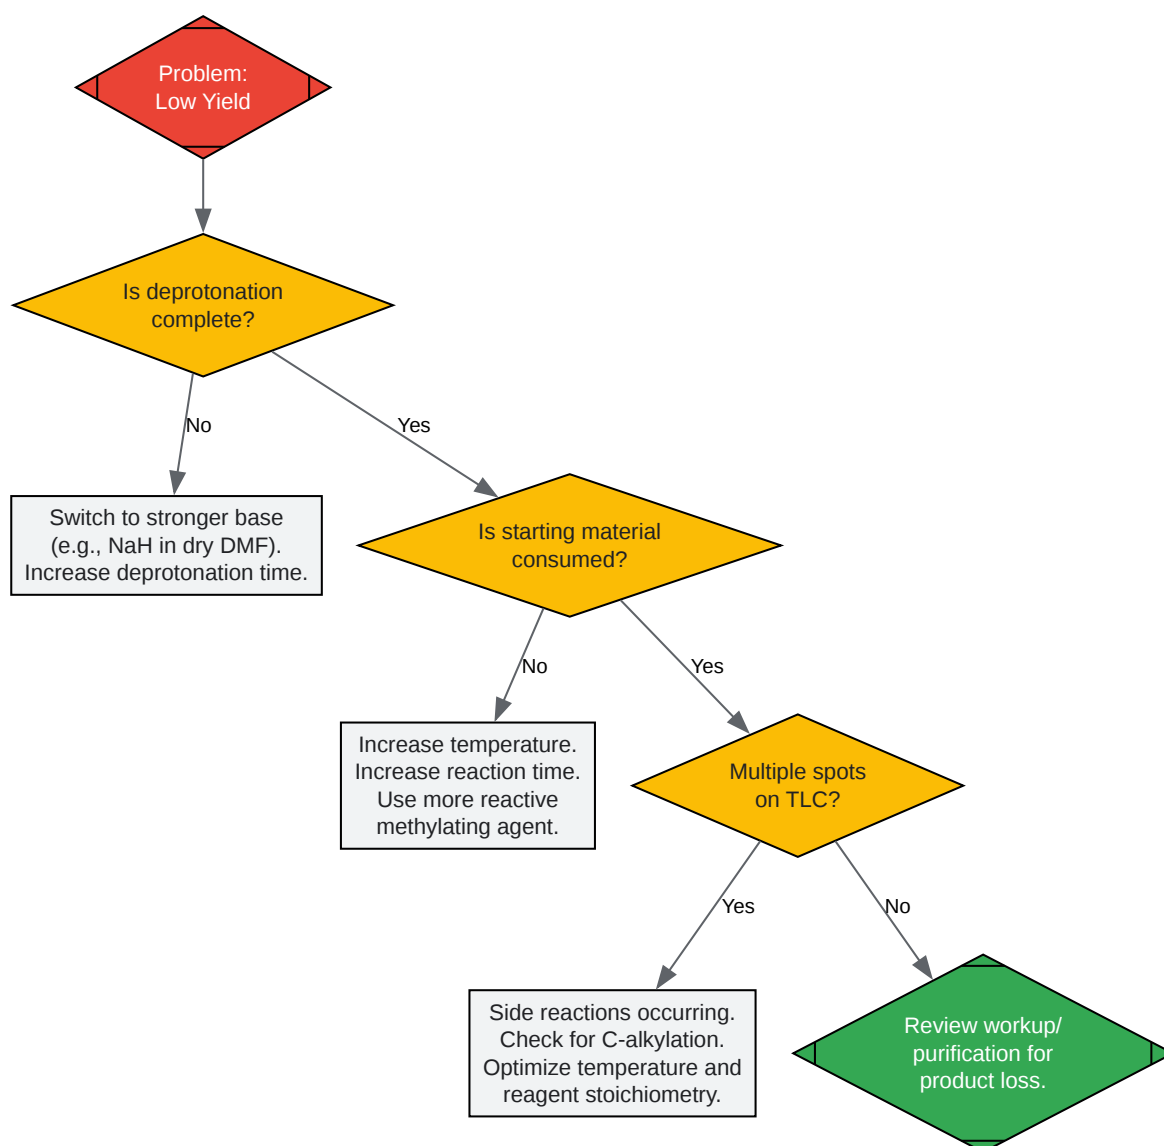 Problem:
Low Yield
Is deprotonation
complete?
No
Yes
Switch to stronger base
(e.g., NaH in dry DMF).
Increase deprotonation time.
Is starting material
consumed?
No
Yes
Increase temperature.
Increase reaction time.
Use more reactive
methylating agent.
Multiple spots
on TLC?
Yes
No
Side reactions occurring.
Check for C-alkylation.
Optimize temperature and
reagent stoichiometry.
Review workup/
purification for
product loss.